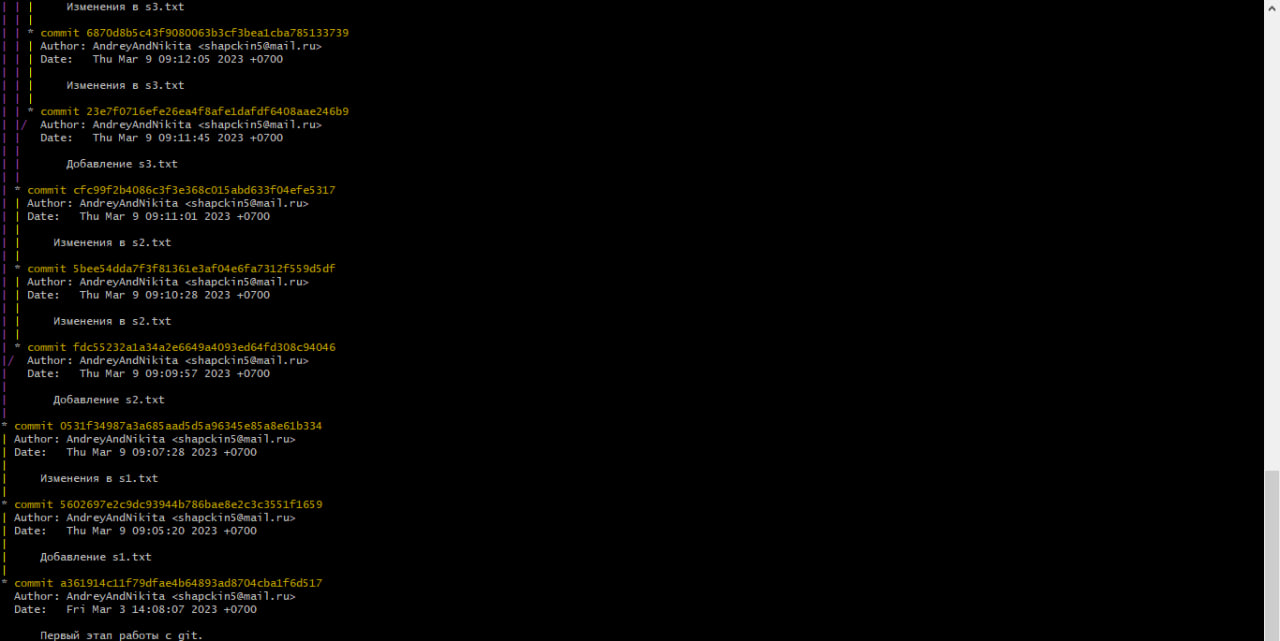 | | | Изменения в s3.txt
| | |
| | * commit 6870d8b5c43f9080063b3cf3bea1cba785133739
| | | Author: AndreyAndNikita <shapckin5@mail.ru>
| | | Date:   Thu Mar 9 09:12:05 2023 +0700
| | |
| | |     Изменения в s3.txt
| | |
| | * commit 23e7f0716efe26ea4f8afe1dafdf6408aae246b9
| |/  Author: AndreyAndNikita <shapckin5@mail.ru>
| |   Date:   Thu Mar 9 09:11:45 2023 +0700
| |
| |       Добавление s3.txt
| |
| * commit cfc99f2b4086c3f3e368c015abd633f04efe5317
| | Author: AndreyAndNikita <shapckin5@mail.ru>
| | Date:   Thu Mar 9 09:11:01 2023 +0700
| |
| |     Изменения в s2.txt
| |
| * commit 5bee54dda7f3f81361e3af04e6fa7312f559d5df
| | Author: AndreyAndNikita <shapckin5@mail.ru>
| | Date:   Thu Mar 9 09:10:28 2023 +0700
| |
| |     Изменения в s2.txt
| |
| * commit fdc55232a1a34a2e6649a4093ed64fd308c94046
|/  Author: AndreyAndNikita <shapckin5@mail.ru>
|   Date:   Thu Mar 9 09:09:57 2023 +0700
|
|       Добавление s2.txt
|
* commit 0531f34987a3a685aad5d5a96345e85a8e61b334
| Author: AndreyAndNikita <shapckin5@mail.ru>
| Date:   Thu Mar 9 09:07:28 2023 +0700
|
|     Изменения в s1.txt
|
* commit 5602697e2c9dc93944b786bae8e2c3c3551f1659
| Author: AndreyAndNikita <shapckin5@mail.ru>
| Date:   Thu Mar 9 09:05:20 2023 +0700
|
|     Добавление s1.txt
|
* commit a361914c11f79dfae4b64893ad8704cba1f6d517
  Author: AndreyAndNikita <shapckin5@mail.ru>
  Date:   Fri Mar 3 14:08:07 2023 +0700

      Первый этап работы с git.